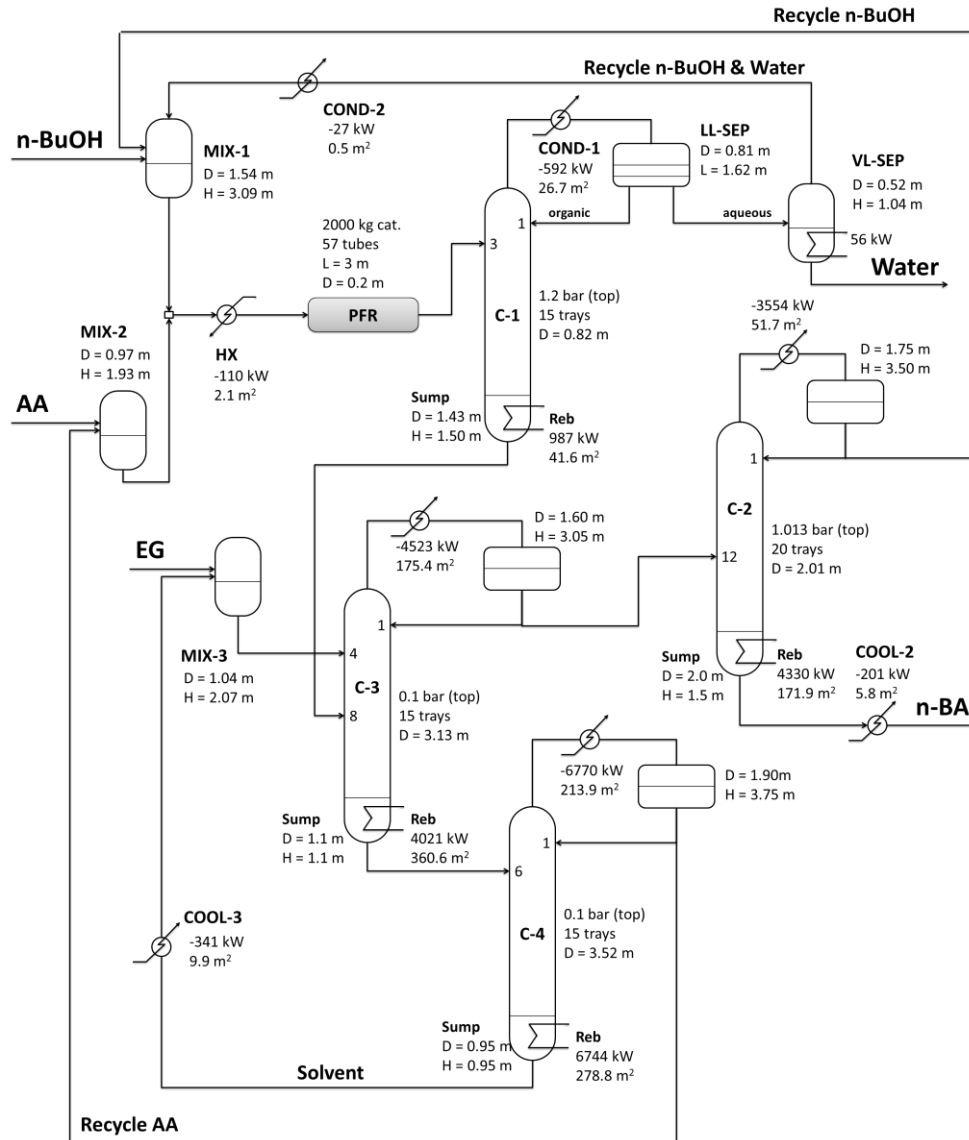 Recycle n-BuOH
Recycle n-BuOH & Water
COND-2
-27 kW
0.5 m²
n-BuOH
MIX-1
D = 1.54 m
H = 3.09 m
COND-1
-592 kW
26.7 m²
LL-SEP
D = 0.81 m
L = 1.62 m
VL-SEP
D = 0.52 m
H = 1.04 m
organic
aqueous
1
3
56 kW
Water
2000 kg cat.
57 tubes
L = 3 m
D = 0.2 m
PFR
C-1
1.2 bar (top)
15 trays
D = 0.82 m
MIX-2
D = 0.97 m
H = 1.93 m
HX
-110 kW
2.1 m²
AA
Sump
D = 1.43 m
H = 1.50 m
Reb
987 kW
41.6 m²
-3554 kW
51.7 m²
D = 1.75 m
H = 3.50 m
1
C-2
12
1.013 bar (top)
20 trays
D = 2.01 m
Sump
D = 2.0 m
H = 1.5 m
Reb
4330 kW
171.9 m²
COOL-2
-201 kW
5.8 m²
n-BA
EG
MIX-3
D = 1.04 m
H = 2.07 m
-4523 kW
175.4 m²
D = 1.60 m
H = 3.05 m
1
4
C-3
8
0.1 bar (top)
15 trays
D = 3.13 m
Sump
D = 1.1 m
H = 1.1 m
Reb
4021 kW
360.6 m²
-6770 kW
213.9 m²
D = 1.90m
H = 3.75 m
1
6
C-4
0.1 bar (top)
15 trays
D = 3.52 m
COOL-3
-341 kW
9.9 m²
Sump
D = 0.95 m
H = 0.95 m
Reb
6744 kW
278.8 m²
Solvent
Recycle AA